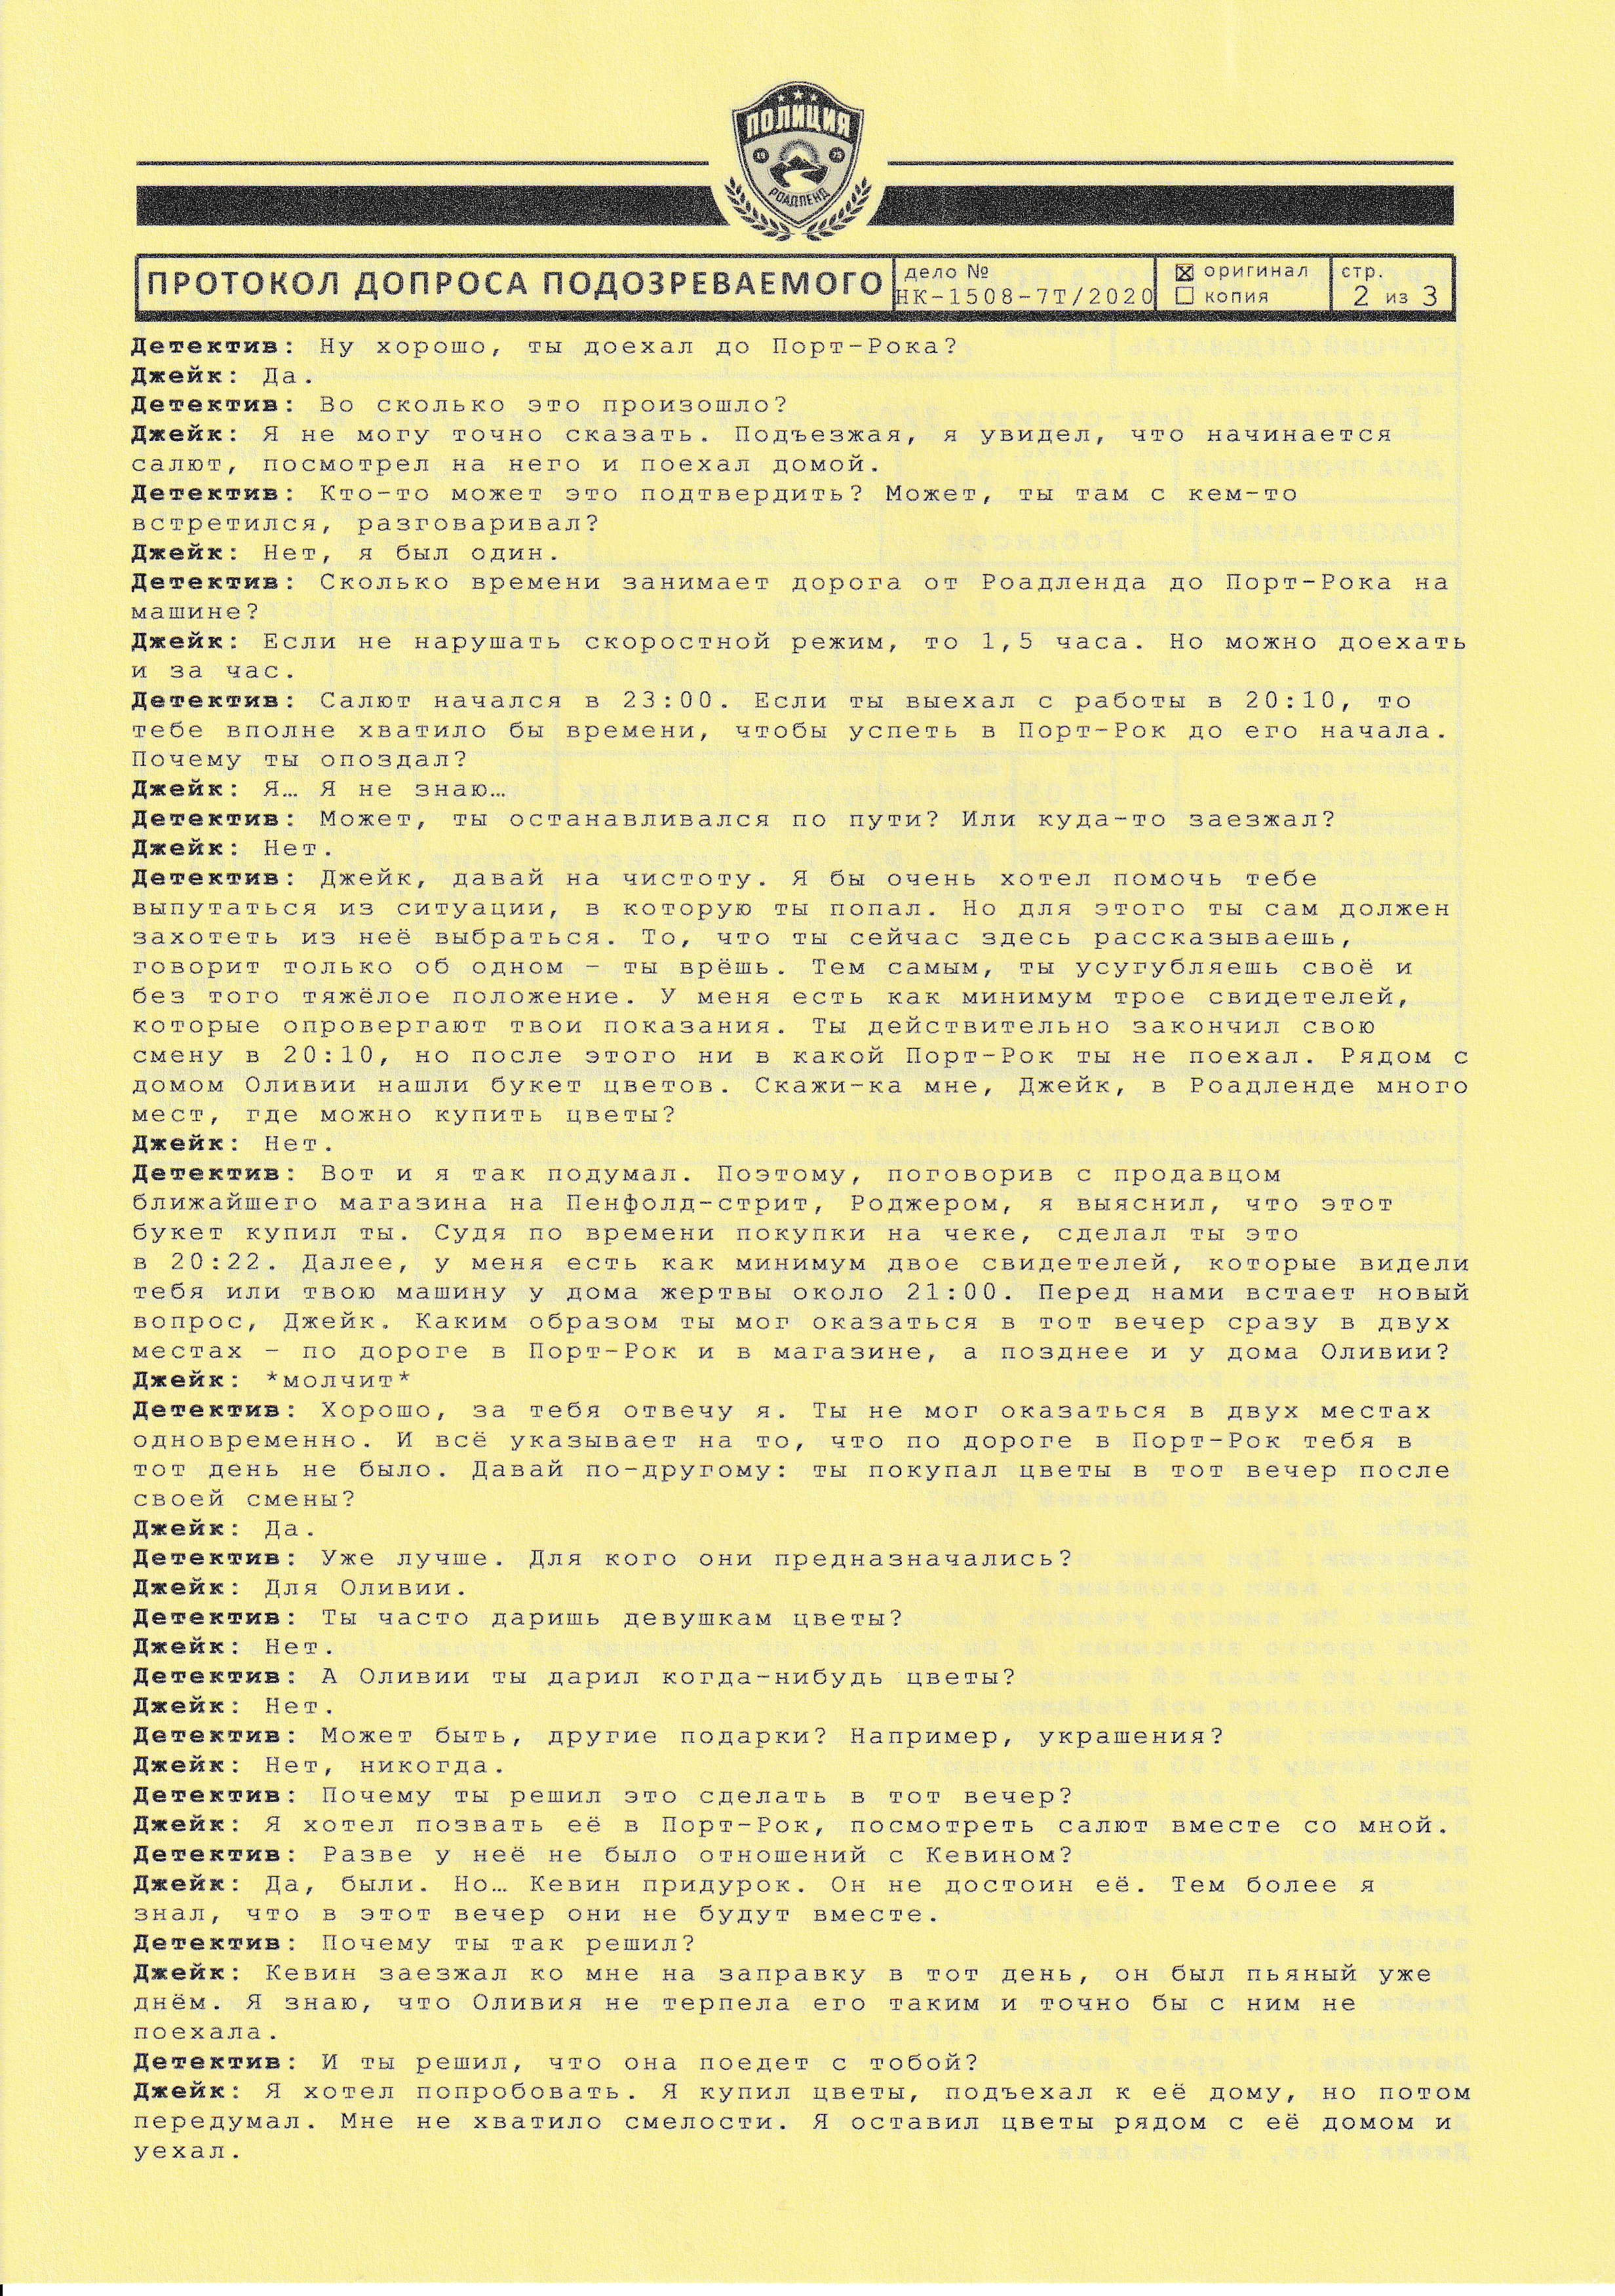 ПОЛИЦИЯ
19 75
РОАДЛЕНД
ПРОТОКОЛ ДОПРОСА ПОДОЗРЕВАЕМОГО
дело №
НК-1508-7Т/2020
☒ оригинал
☐ копия
стр.
2 из 3
Детектив: Ну хорошо, ты доехал до Порт-Рока?
Джейк: Да.
Детектив: Во сколько это произошло?
Джейк: Я не могу точно сказать. Подъезжая, я увидел, что начинается
салют, посмотрел на него и поехал домой.
Детектив: Кто-то может это подтвердить? Может, ты там с кем-то
встретился, разговаривал?
Джейк: Нет, я был один.
Детектив: Сколько времени занимает дорога от Роадленда до Порт-Рока на
машине?
Джейк: Если не нарушать скоростной режим, то 1,5 часа. Но можно доехать
и за час.
Детектив: Салют начался в 23:00. Если ты выехал с работы в 20:10, то
тебе вполне хватило бы времени, чтобы успеть в Порт-Рок до его начала.
Почему ты опоздал?
Джейк: Я… Я не знаю…
Детектив: Может, ты останавливался по пути? Или куда-то заезжал?
Джейк: Нет.
Детектив: Джейк, давай на чистоту. Я бы очень хотел помочь тебе
выпутаться из ситуации, в которую ты попал. Но для этого ты сам должен
захотеть из неё выбраться. То, что ты сейчас здесь рассказываешь,
говорит только об одном – ты врёшь. Тем самым, ты усугубляешь своё и
без того тяжёлое положение. У меня есть как минимум трое свидетелей,
которые опровергают твои показания. Ты действительно закончил свою
смену в 20:10, но после этого ни в какой Порт-Рок ты не поехал. Рядом с
домом Оливии нашли букет цветов. Скажи-ка мне, Джейк, в Роадленде много
мест, где можно купить цветы?
Джейк: Нет.
Детектив: Вот и я так подумал. Поэтому, поговорив с продавцом
ближайшего магазина на Пенфолд-стрит, Роджером, я выяснил, что этот
букет купил ты. Судя по времени покупки на чеке, сделал ты это
в 20:22. Далее, у меня есть как минимум двое свидетелей, которые видели
тебя или твою машину у дома жертвы около 21:00. Перед нами встает новый
вопрос, Джейк. Каким образом ты мог оказаться в тот вечер сразу в двух
местах – по дороге в Порт-Рок и в магазине, а позднее и у дома Оливии?
Джейк: *молчит*
Детектив: Хорошо, за тебя отвечу я. Ты не мог оказаться в двух местах
одновременно. И всё указывает на то, что по дороге в Порт-Рок тебя в
тот день не было. Давай по-другому: ты покупал цветы в тот вечер после
своей смены?
Джейк: Да.
Детектив: Уже лучше. Для кого они предназначались?
Джейк: Для Оливии.
Детектив: Ты часто даришь девушкам цветы?
Джейк: Нет.
Детектив: А Оливии ты дарил когда-нибудь цветы?
Джейк: Нет.
Детектив: Может быть, другие подарки? Например, украшения?
Джейк: Нет, никогда.
Детектив: Почему ты решил это сделать в тот вечер?
Джейк: Я хотел позвать её в Порт-Рок, посмотреть салют вместе со мной.
Детектив: Разве у неё не было отношений с Кевином?
Джейк: Да, были. Но… Кевин придурок. Он не достоин её. Тем более я
знал, что в этот вечер они не будут вместе.
Детектив: Почему ты так решил?
Джейк: Кевин заезжал ко мне на заправку в тот день, он был пьяный уже
днём. Я знаю, что Оливия не терпела его таким и точно бы с ним не
поехала.
Детектив: И ты решил, что она поедет с тобой?
Джейк: Я хотел попробовать. Я купил цветы, подъехал к её дому, но потом
передумал. Мне не хватило смелости. Я оставил цветы рядом с её домом и
уехал.